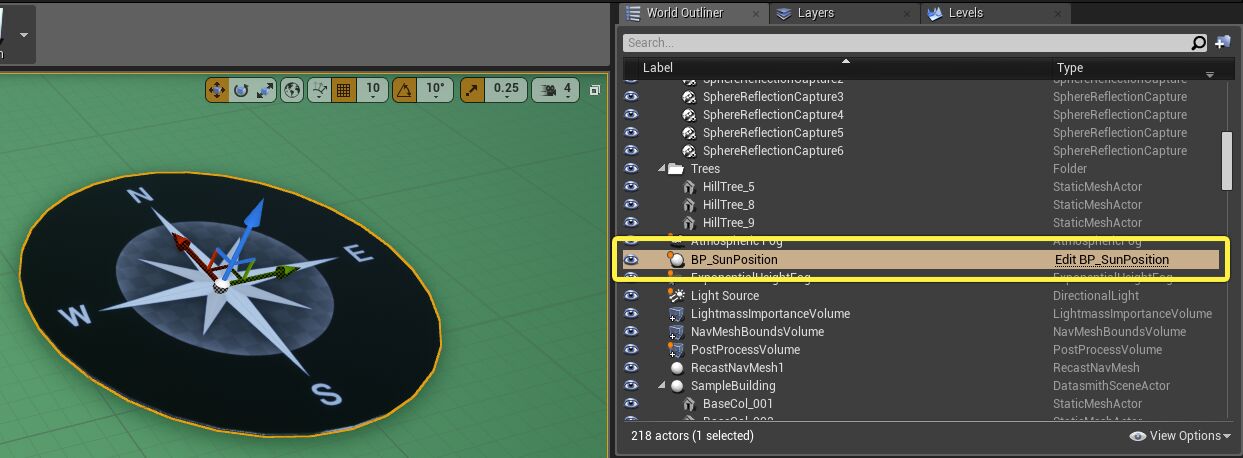 World Outliner
Layers
Levels
Search...
Label Type
SphereReflectionCapture2
SphereReflectionCapture3 SphereReflectionCapture
SphereReflectionCapture4 SphereReflectionCapture
SphereReflectionCapture5 SphereReflectionCapture
SphereReflectionCapture6 SphereReflectionCapture
Trees Folder
HillTree_5 StaticMeshActor
HillTree_8 StaticMeshActor
HillTree_9 StaticMeshActor
AtmosphericFog AtmosphericFog
BP_SunPosition Edit BP_SunPosition
ExponentialHeightFog ExponentialHeightFog
Light Source DirectionalLight
LightmassImportanceVolume LightmassImportanceVolume
NavMeshBoundsVolume NavMeshBoundsVolume
PostProcessVolume PostProcessVolume
RecastNavMesh1 RecastNavMesh
SampleBuilding DatasmithSceneActor
BaseCol_001 StaticMeshActor
218 actors (1 selected) View Options
10 10° 0.25 4
N
E
W
S